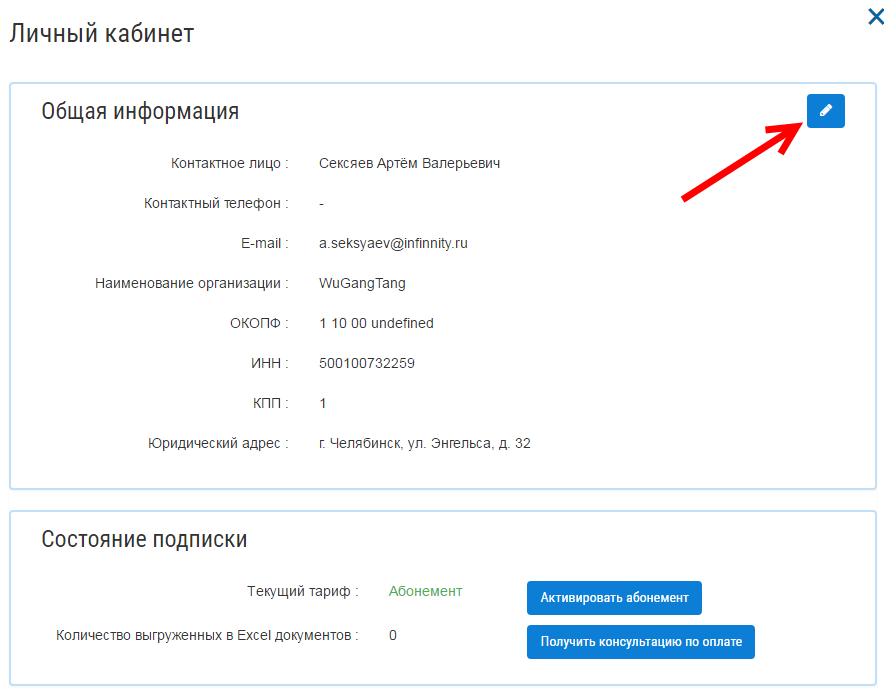 Личный кабинет
Общая информация
Контактное лицо : Сексяев Артём Валерьевич
Контактный телефон : -
E-mail : a.seksyaev@infinnity.ru
Наименование организации : WuGangTang
ОКОПФ : 1 10 00 undefined
ИНН : 500100732259
КПП : 1
Юридический адрес : г. Челябинск, ул. Энгельса, д. 32
Состояние подписки
Текущий тариф : Абонемент Активировать абонемент
Количество выгруженных в Excel документов : 0 Получить консультацию по оплате